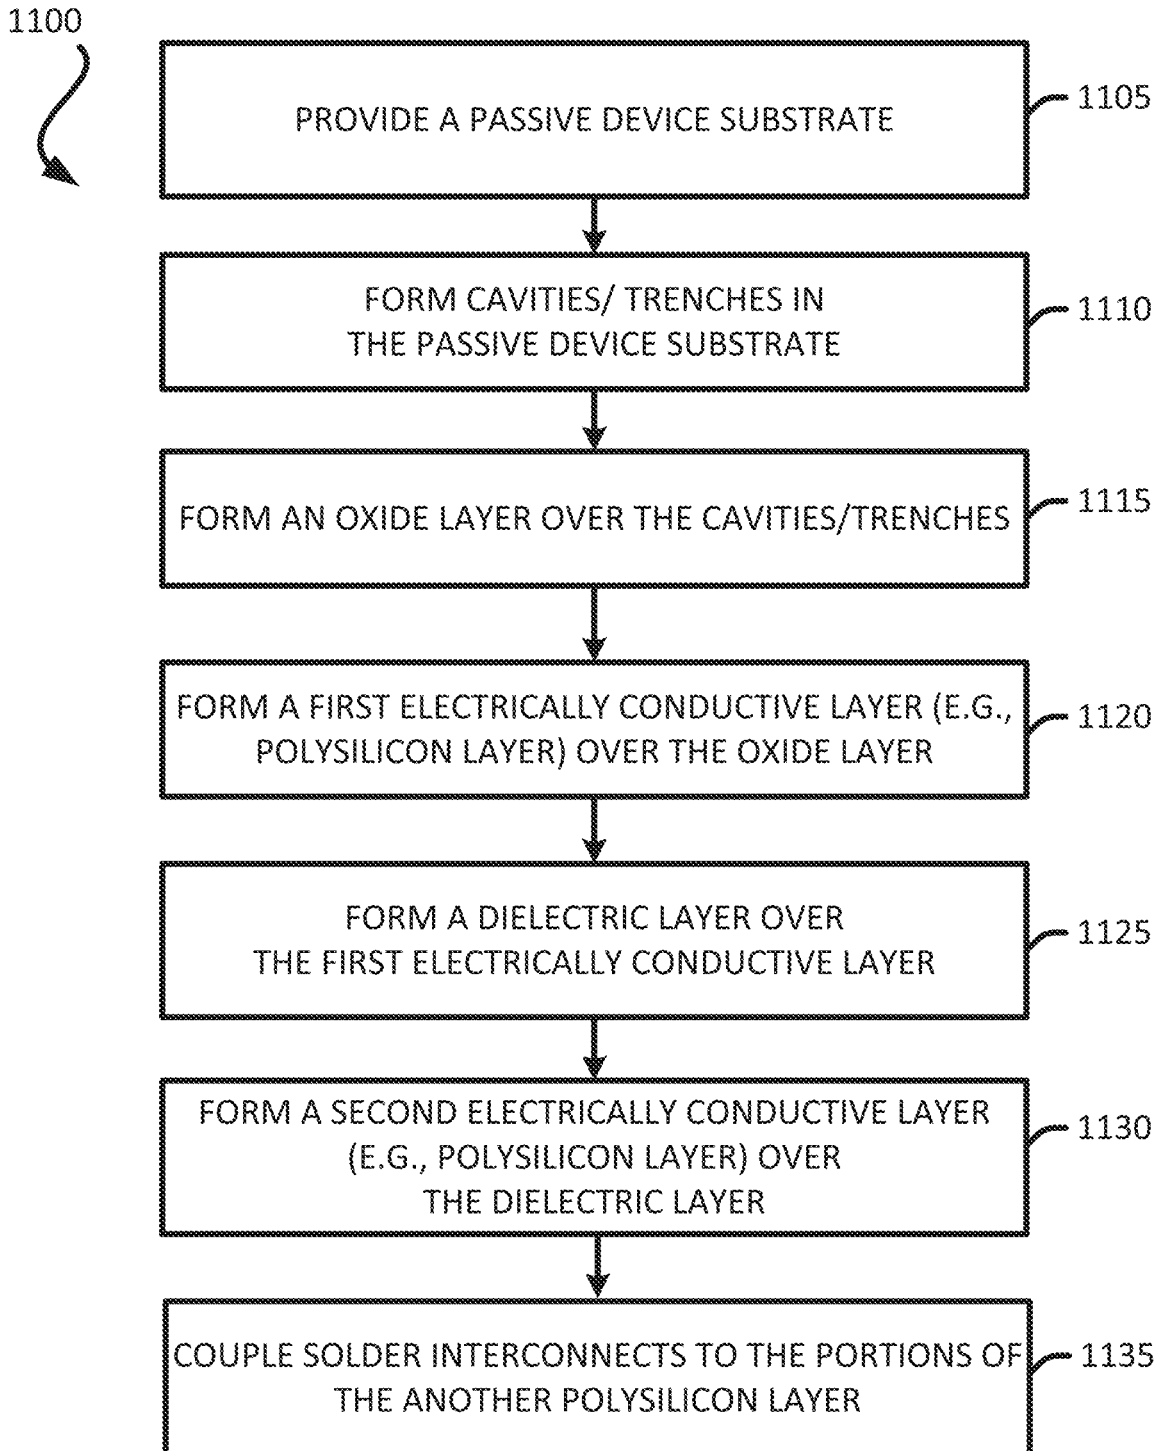 1100
PROVIDE A PASSIVE DEVICE SUBSTRATE
1105
FORM CAVITIES/ TRENCHES IN
THE PASSIVE DEVICE SUBSTRATE
1110
FORM AN OXIDE LAYER OVER THE CAVITIES/TRENCHES
1115
FORM A FIRST ELECTRICALLY CONDUCTIVE LAYER (E.G.,
POLYSILICON LAYER) OVER THE OXIDE LAYER
1120
FORM A DIELECTRIC LAYER OVER
THE FIRST ELECTRICALLY CONDUCTIVE LAYER
1125
FORM A SECOND ELECTRICALLY CONDUCTIVE LAYER
(E.G., POLYSILICON LAYER) OVER
THE DIELECTRIC LAYER
1130
COUPLE SOLDER INTERCONNECTS TO THE PORTIONS OF
THE ANOTHER POLYSILICON LAYER
1135